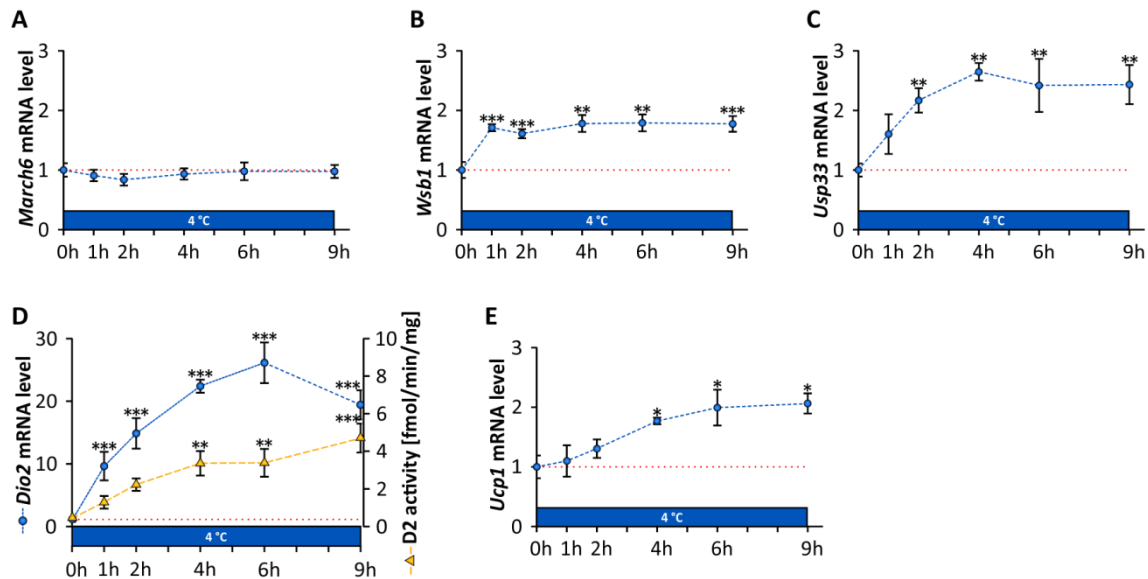 A
March6 mRNA level
3
2
1
0
4 °C
0h 1h 2h 4h 6h 9h
B
Wsb1 mRNA level
3
2
1
0
*** *** ** ** ***
4 °C
0h 1h 2h 4h 6h 9h
C
Usp33 mRNA level
3
2
1
0
** ** ** **
4 °C
0h 1h 2h 4h 6h 9h
D
Dio2 mRNA level
30
20
10
0
*** *** *** *** ***
** ** ***
10
8
6
4
2
0
D2 activity [fmol/min/mg]
4 °C
0h 1h 2h 4h 6h 9h
E
Ucp1 mRNA level
3
2
1
0
* * *
4 °C
0h 1h 2h 4h 6h 9h